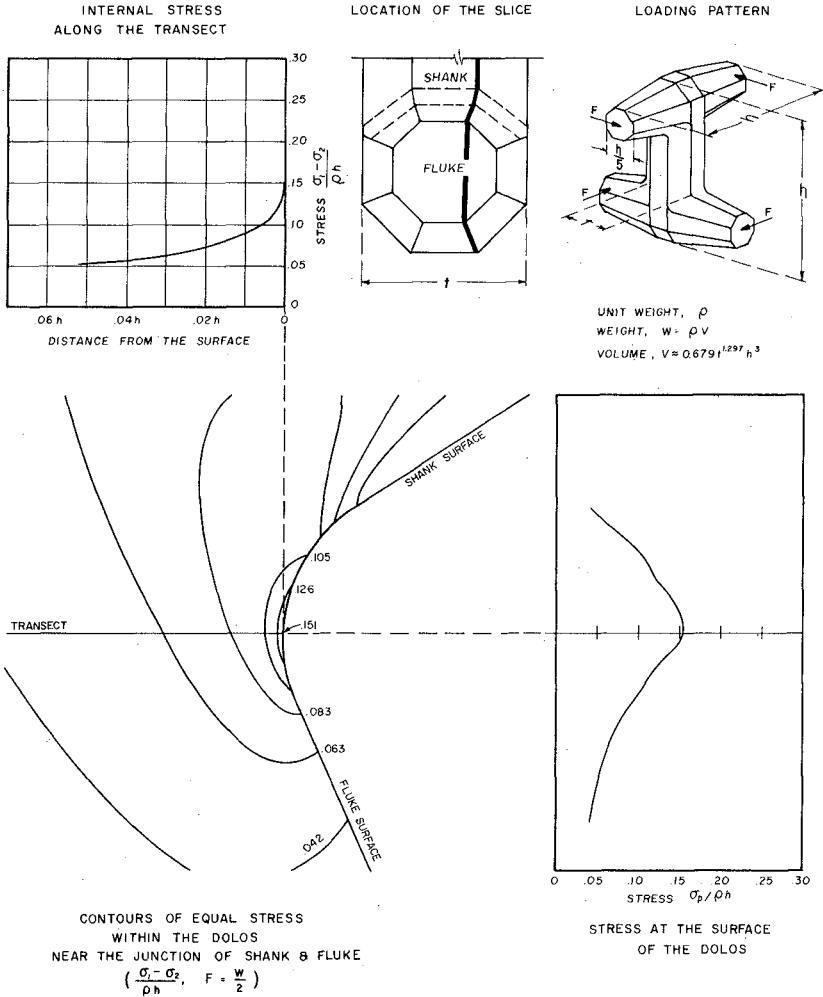 INTERNAL STRESS
ALONG THE TRANSECT
LOCATION OF THE SLICE
LOADING PATTERN
.30
.25
.20
.15
.10
.05
0
STRESS (σ₁ - σ₂)/ρh
.06h .04h .02h 0
DISTANCE FROM THE SURFACE
SHANK
FLUKE
t
F
F
F
F
h/5
h
h
UNIT WEIGHT, ρ
WEIGHT, W = ρV
VOLUME, V ≈ 0.679 t^1.297 h^3
SHANK SURFACE
.105
.126
.151
TRANSECT
.083
.063
.042
FLUKE SURFACE
0 .05 .10 .15 .20 .25 .30
STRESS σp/ρh
CONTOURS OF EQUAL STRESS
WITHIN THE DOLOS
NEAR THE JUNCTION OF SHANK & FLUKE
((σ₁ - σ₂)/ρh, F = W/2)
STRESS AT THE SURFACE
OF THE DOLOS